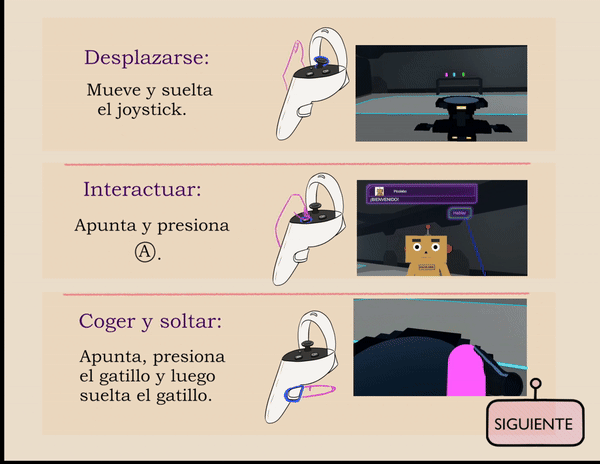 Desplazarse:
Mueve y suelta
el joystick.
Interactuar:
Apunta y presiona
Ⓐ.
¡BIENVENIDO!
Coger y soltar:
Apunta, presiona
el gatillo y luego
suelta el gatillo.
SIGUIENTE